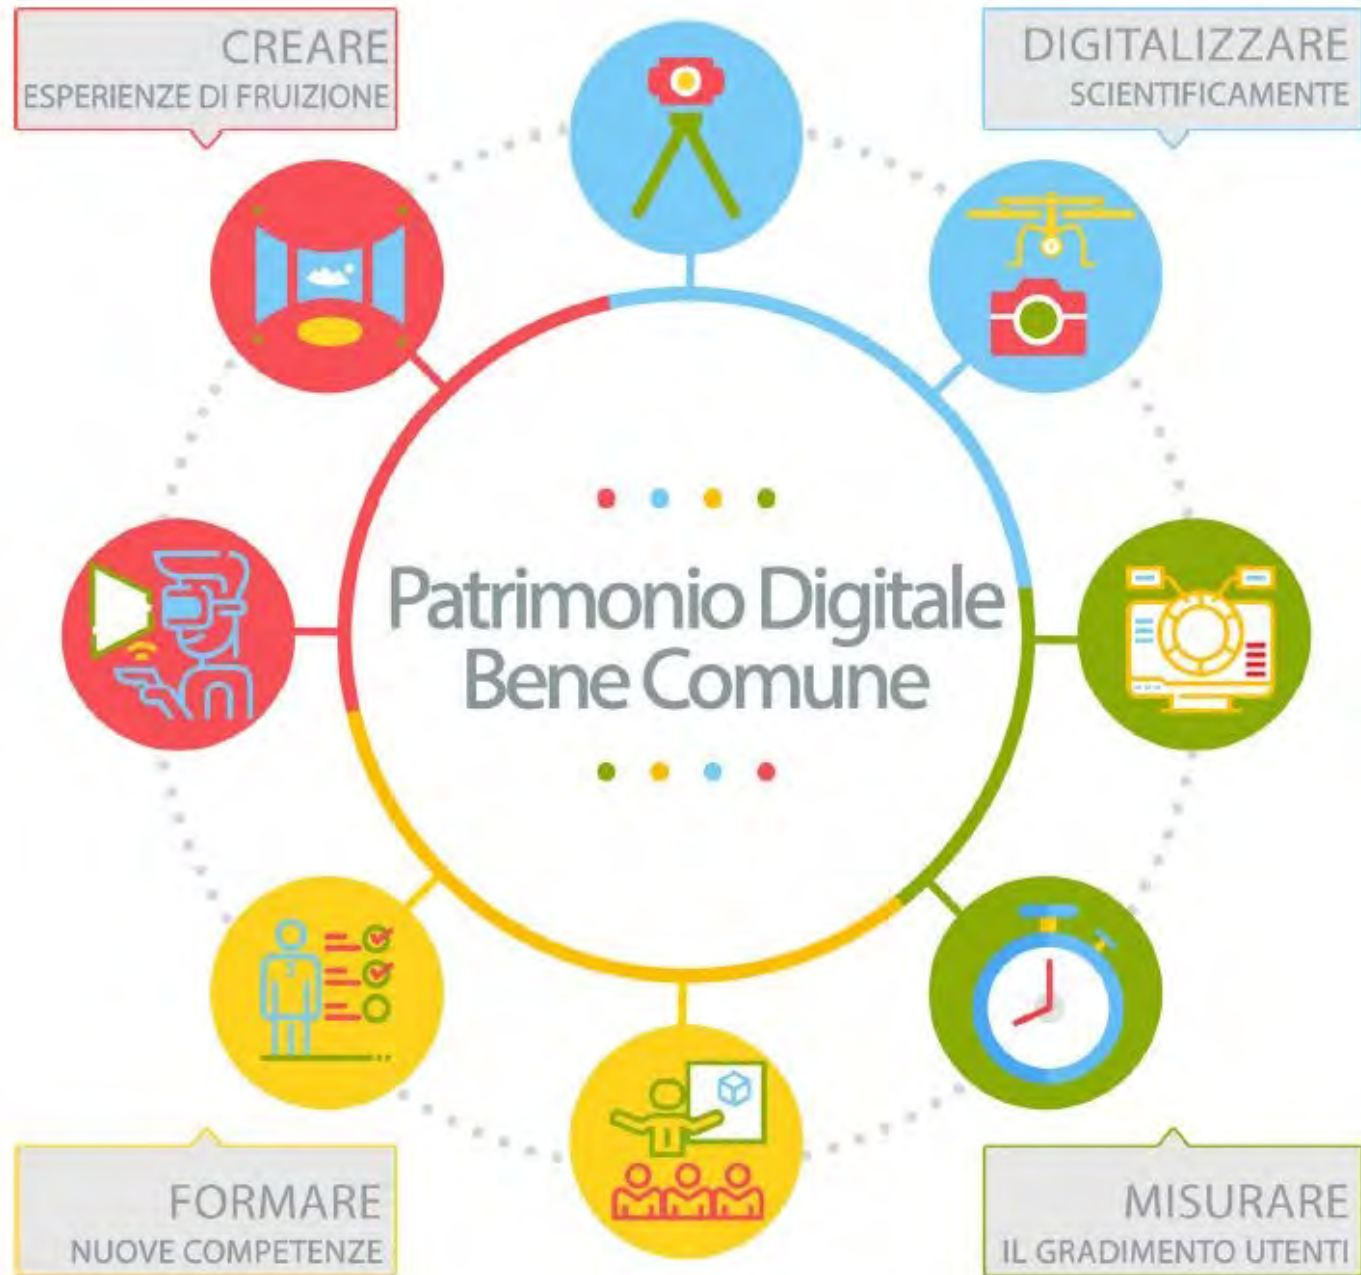 CREARE
ESPERIENZE DI FRUIZIONE
DIGITALIZZARE
SCIENTIFICAMENTE
Patrimonio Digitale
Bene Comune
FORMARE
NUOVE COMPETENZE
MISURARE
IL GRADIMENTO UTENTI